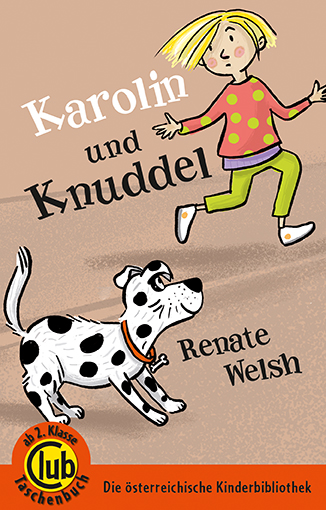 Karolin
und
Knuddel
Renate
Welsh
ab 2. Klasse
Club
Taschenbuch
Die österreichische Kinderbibliothek